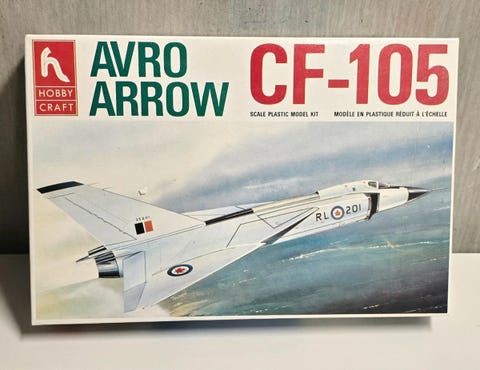 HOBBY
CRAFT
AVRO
ARROW
CF-105
SCALE PLASTIC MODEL KIT
MODÈLE EN PLASTIQUE RÉDUIT À L'ÉCHELLE
RL 201